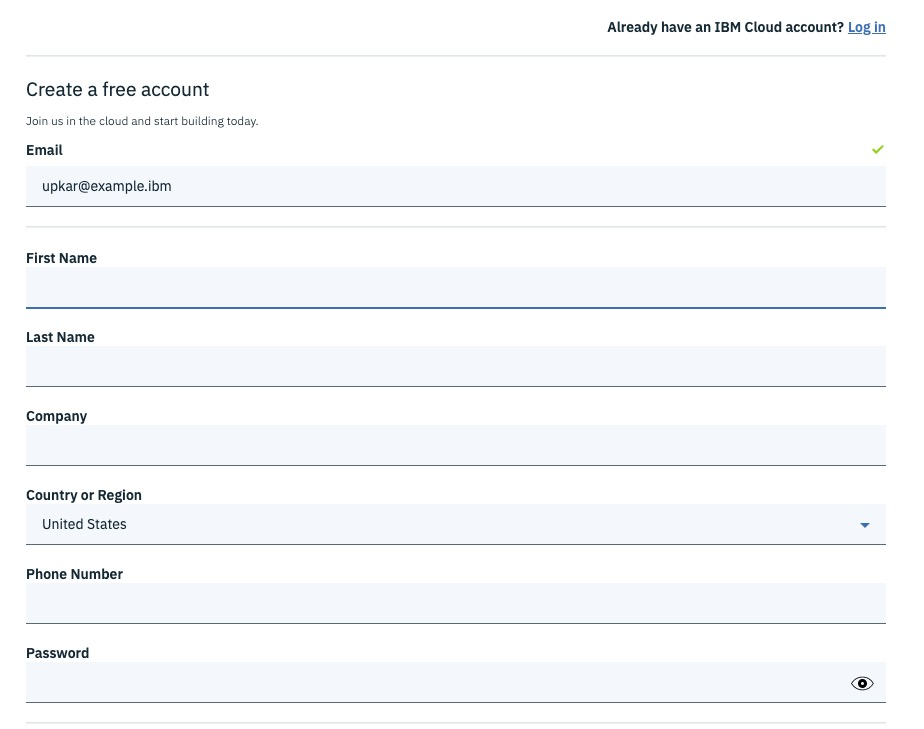 Already have an IBM Cloud account? Log in
Create a free account
Join us in the cloud and start building today.
Email
upkar@example.ibm
First Name
Last Name
Company
Country or Region
United States
Phone Number
Password